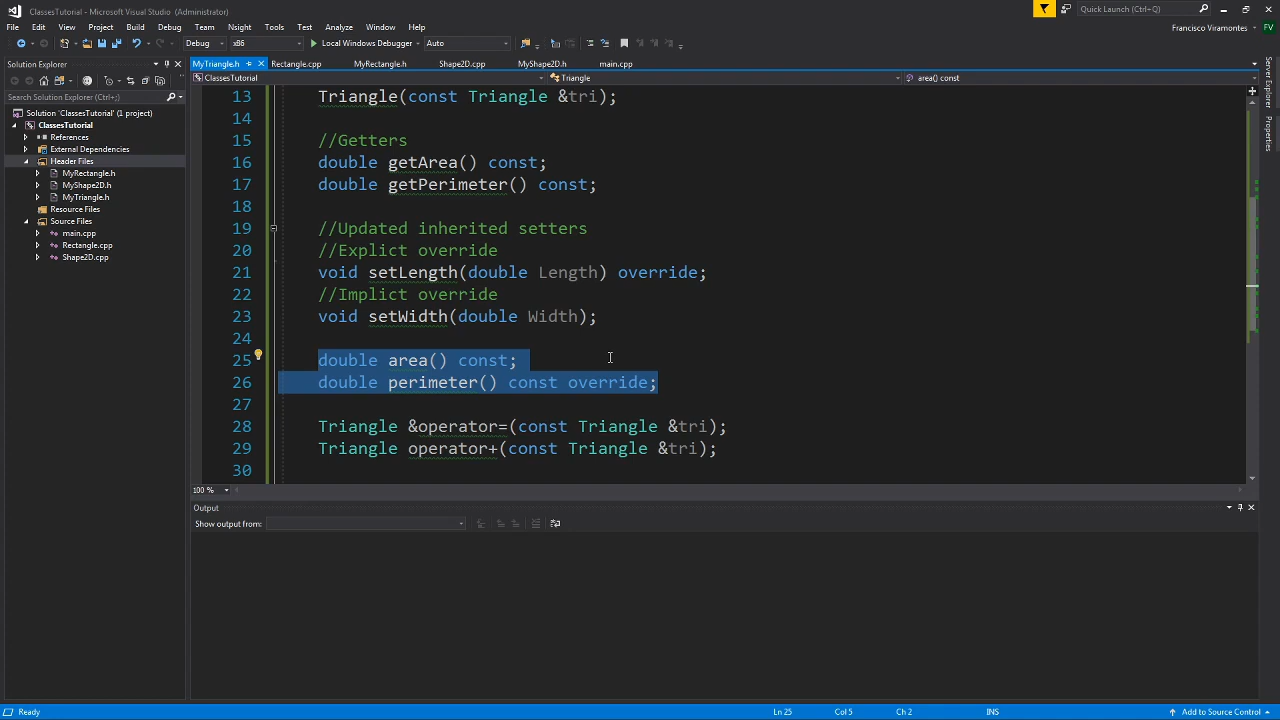 ClassesTutorial - Microsoft Visual Studio (Administrator)
Quick Launch (Ctrl+Q)
File Edit View Project Build Debug Team Nsight Tools Test Analyze Window Help
Francisco Viramontes FV
Debug x86 Local Windows Debugger Auto
Solution Explorer
MyTriangle.h Rectangle.cpp MyRectangle.h Shape2D.cpp MyShape2D.h main.cpp
ClassesTutorial Triangle area() const
Search Solution Explorer (Ctrl+;)
Solution 'ClassesTutorial' (1 project)
ClassesTutorial
References
External Dependencies
Header Files
MyRectangle.h
MyShape2D.h
MyTriangle.h
Resource Files
Source Files
main.cpp
Rectangle.cpp
Shape2D.cpp
13 Triangle(const Triangle &tri);
14
15 //Getters
16 double getArea() const;
17 double getPerimeter() const;
18
19 //Updated inherited setters
20 //Explict override
21 void setLength(double Length) override;
22 //Implict override
23 void setWidth(double Width);
24
25 double area() const;
26 double perimeter() const override;
27
28 Triangle &operator=(const Triangle &tri);
29 Triangle operator+(const Triangle &tri);
30
100 %
Output
Show output from:
Server Explorer
Properties
Ready Ln 25 Col 5 Ch 2 INS Add to Source Control